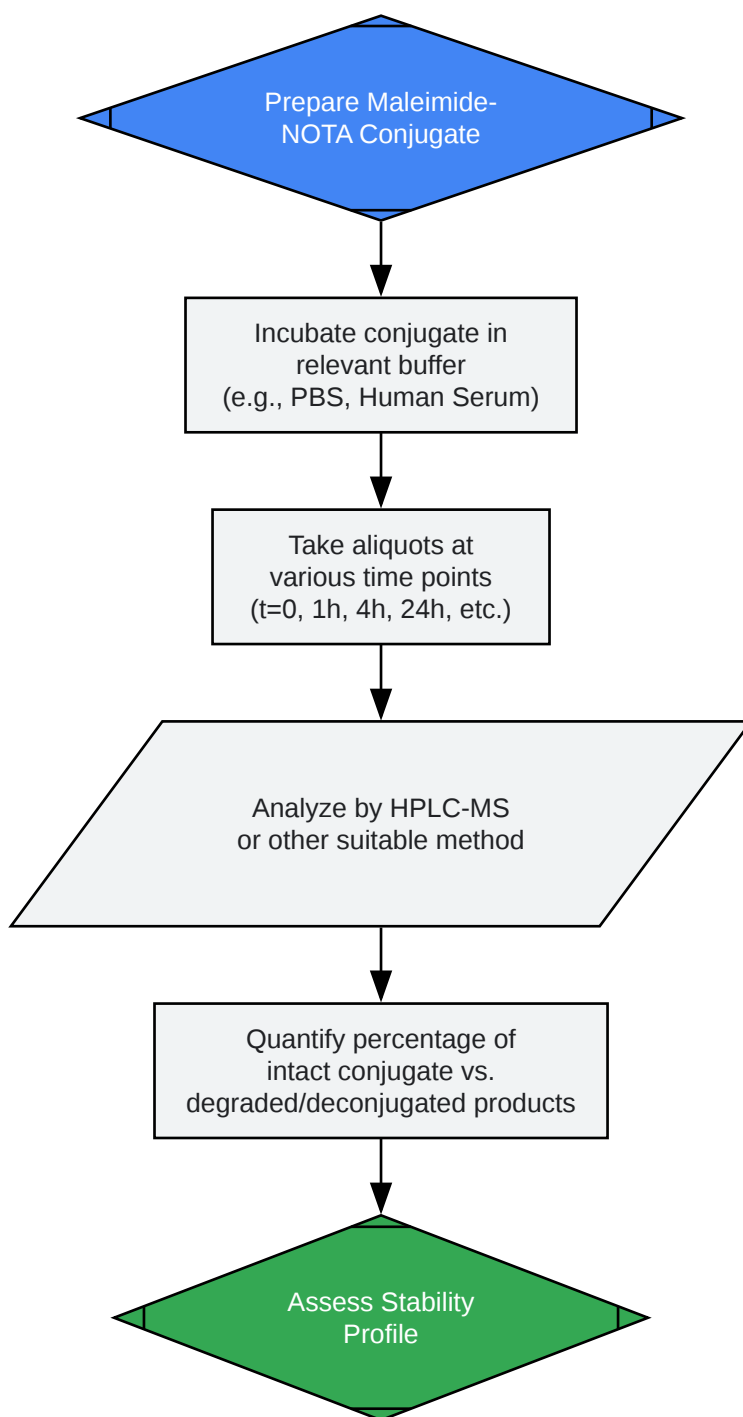 Prepare Maleimide-
NOTA Conjugate
Incubate conjugate in
relevant buffer
(e.g., PBS, Human Serum)
Take aliquots at
various time points
(t=0, 1h, 4h, 24h, etc.)
Analyze by HPLC-MS
or other suitable method
Quantify percentage of
intact conjugate vs.
degraded/deconjugated products
Assess Stability
Profile